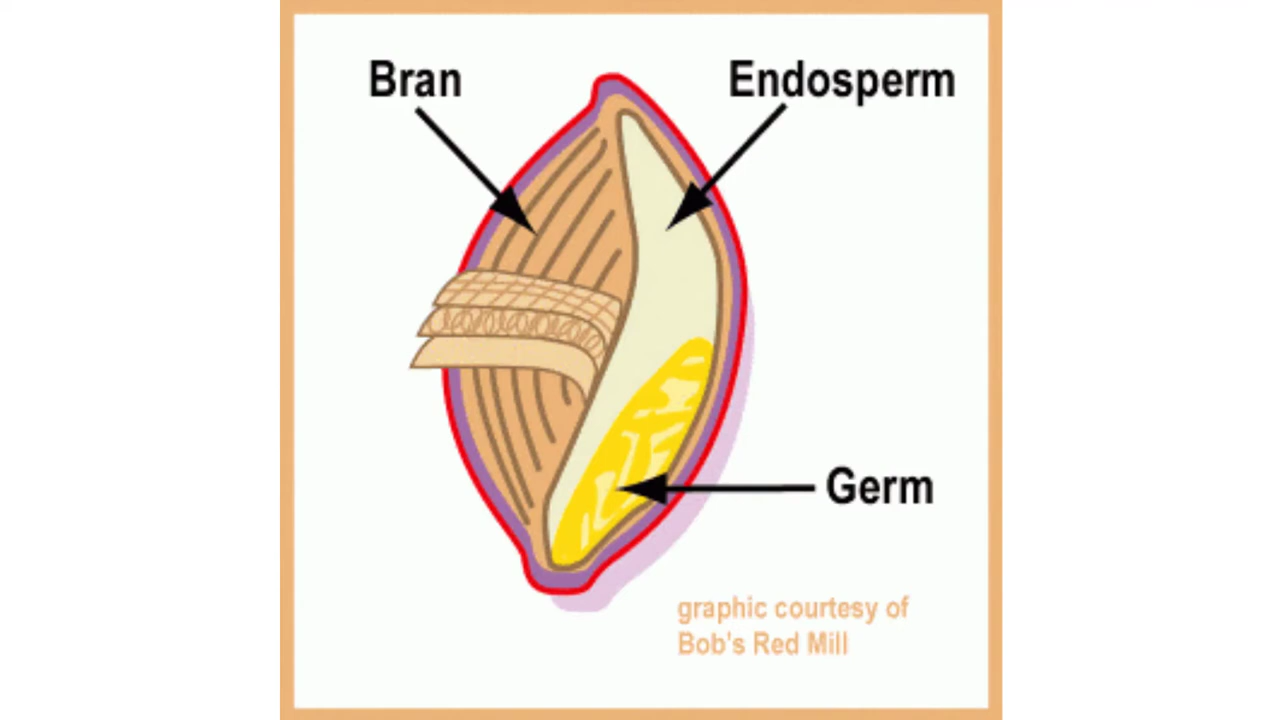 Bran
Endosperm
Germ
graphic courtesy of
Bob's Red Mill